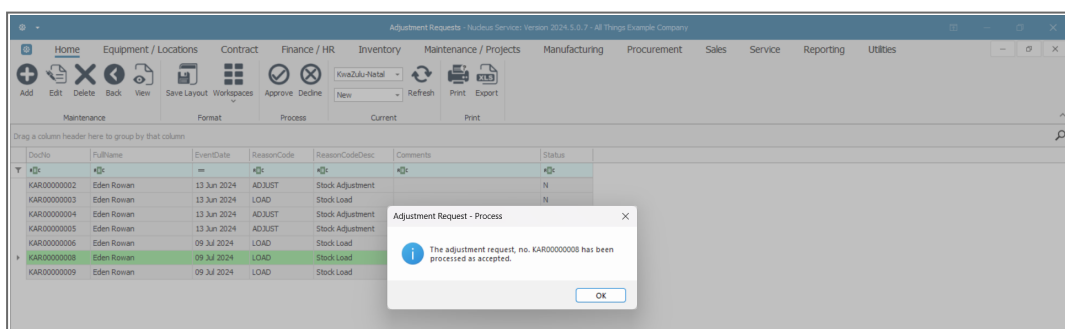 Adjustment Requests - Nucleus Service: Version 2024.5.0.7 - All Things Example Company
Home Equipment / Locations Contract Finance / HR Inventory Maintenance / Projects Manufacturing Procurement Sales Service Reporting Utilities
KwaZulu-Natal
Add Edit Delete Back View Save Layout Workspaces Approve Decline New Refresh Print Export
XLS
Maintenance Format Process Current Print
Drag a column header here to group by that column
DocNo FullName EventDate ReasonCode ReasonCodeDesc Comments Status
KAR00000002 Eden Rowan 13 Jun 2024 ADJUST Stock Adjustment N
KAR00000003 Eden Rowan 13 Jun 2024 LOAD Stock Load N
KAR00000004 Eden Rowan 13 Jun 2024 ADJUST Stock Adjustment
KAR00000005 Eden Rowan 13 Jun 2024 ADJUST Stock Adjustment
KAR00000006 Eden Rowan 09 Jul 2024 LOAD Stock Load
KAR00000008 Eden Rowan 09 Jul 2024 LOAD Stock Load
KAR00000009 Eden Rowan 09 Jul 2024 LOAD Stock Load
Adjustment Request - Process
The adjustment request, no. KAR00000008 has been
processed as accepted.
OK